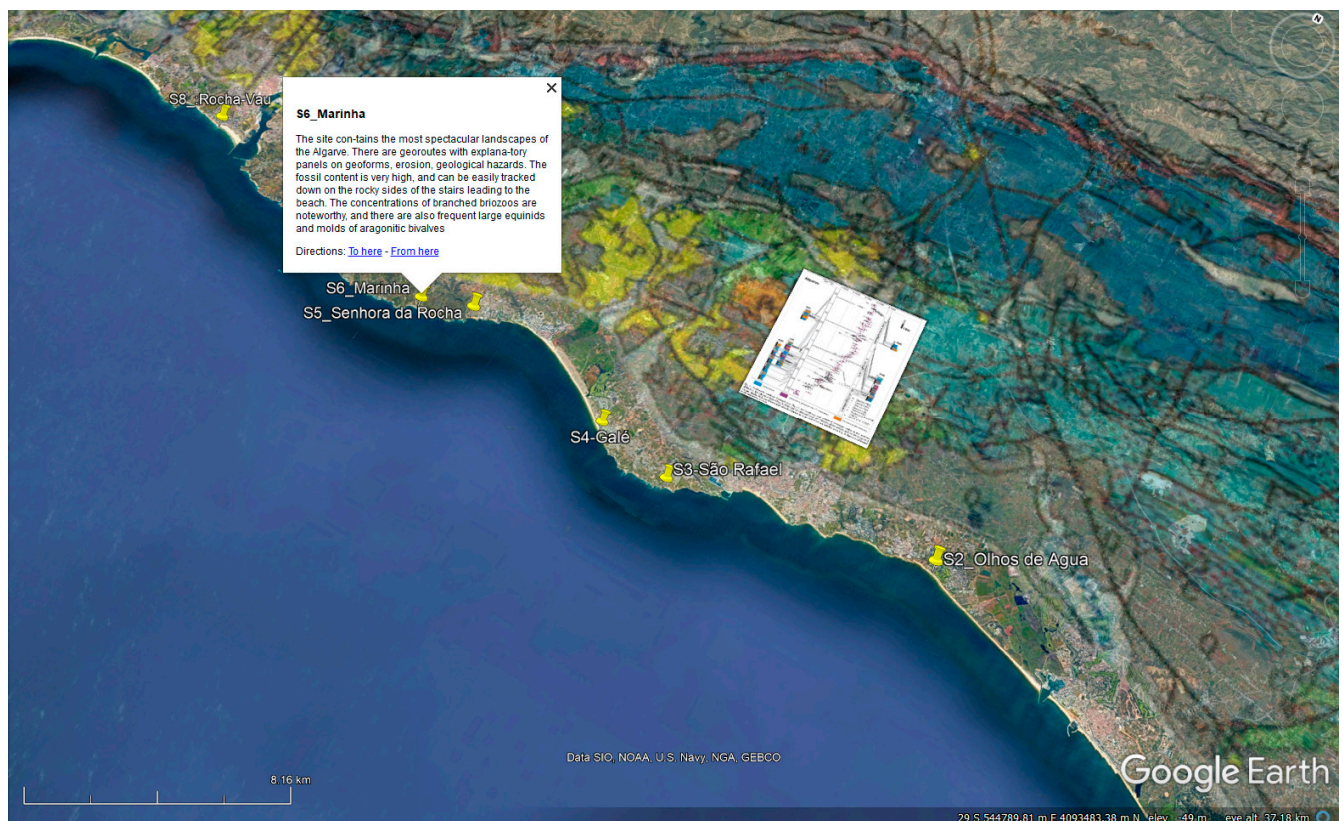 S8_ Rocha-Vau
S6_Marinha
The site con-tains the most spectacular landscapes of
the Algarve. There are georoutes with explana-tory
panels on geoforms, erosion, geological hazards. The
fossil content is very high, and can be easily tracked
down on the rocky sides of the stairs leading to the
beach. The concentrations of branched briozoos are
noteworthy, and there are also frequent large equinids
and molds of aragonitic bivalves
Directions: To here - From here
S6_Marinha
S5_Senhora da Rocha
S4-Galé
S3-São Rafael
S2_Olhos de Agua
Data SIO, NOAA, U.S. Navy, NGA, GEBCO
8.16 km
Google Earth
29 S 544789.81 m E 4093483.38 m N elev -49 m eye alt 37.18 km
N